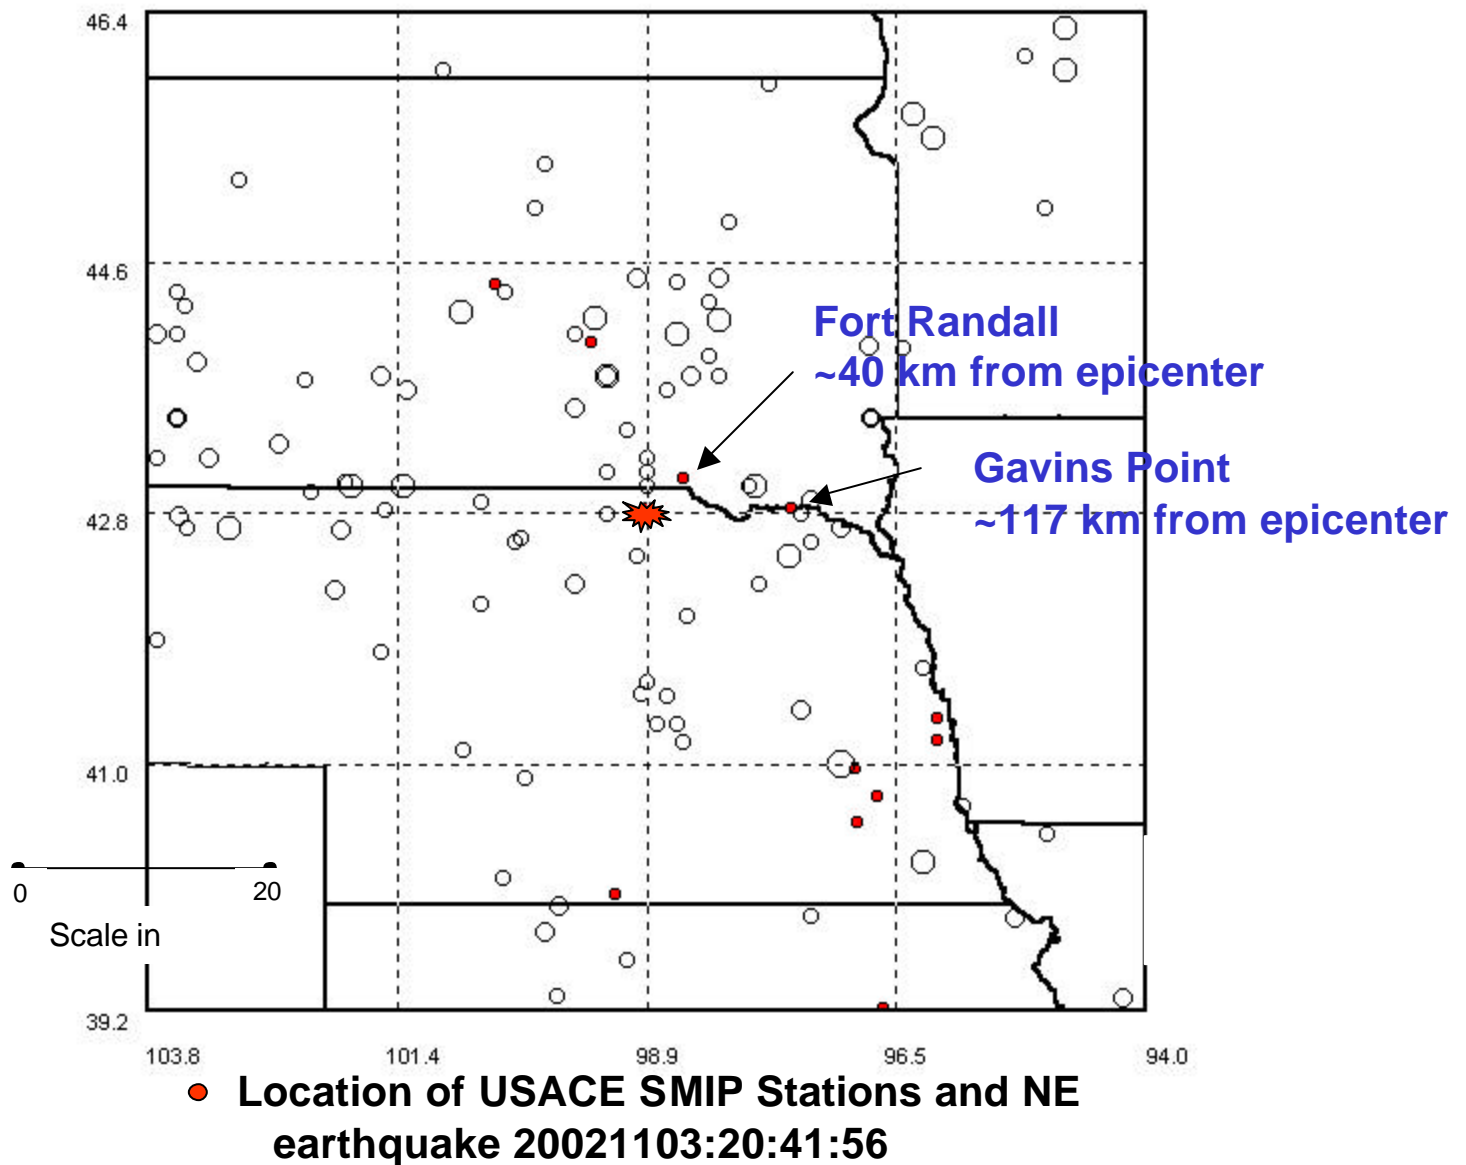 46.4
44.6
Fort Randall
~40 km from epicenter
Gavins Point
42.8
~117 km from epicenter
41.0
0
20
Scale in
39.2
103.8
101.4
98.9
96.5
94.0
Location of USACE SMIP Stations and NE
earthquake 20021103:20:41:56